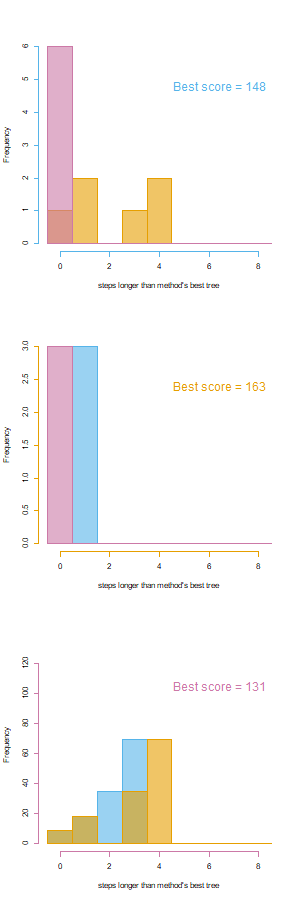 Best score = 148
6
5
4
3
2
1
0
Frequency
0 2 4 6 8
steps longer than method's best tree
Best score = 163
3.0
2.5
2.0
1.5
1.0
0.5
0.0
Frequency
0 2 4 6 8
steps longer than method's best tree
Best score = 131
120
100
80
60
40
20
0
Frequency
0 2 4 6 8
steps longer than method's best tree